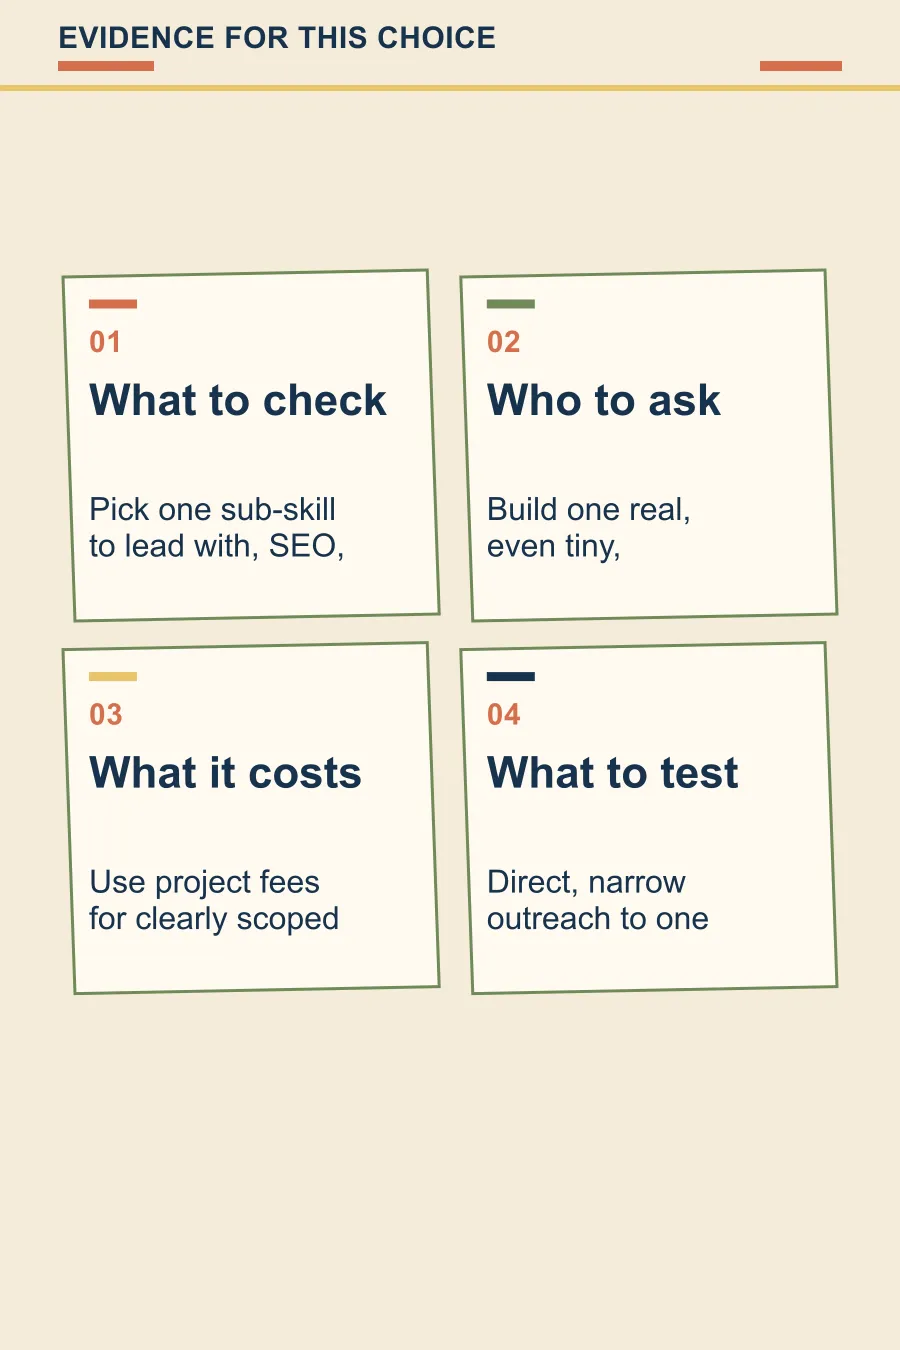 EVIDENCE FOR THIS CHOICE
01
What to check
Pick one sub-skill
to lead with, SEO,
02
Who to ask
Build one real,
even tiny,
03
What it costs
Use project fees
for clearly scoped
04
What to test
Direct, narrow
outreach to one